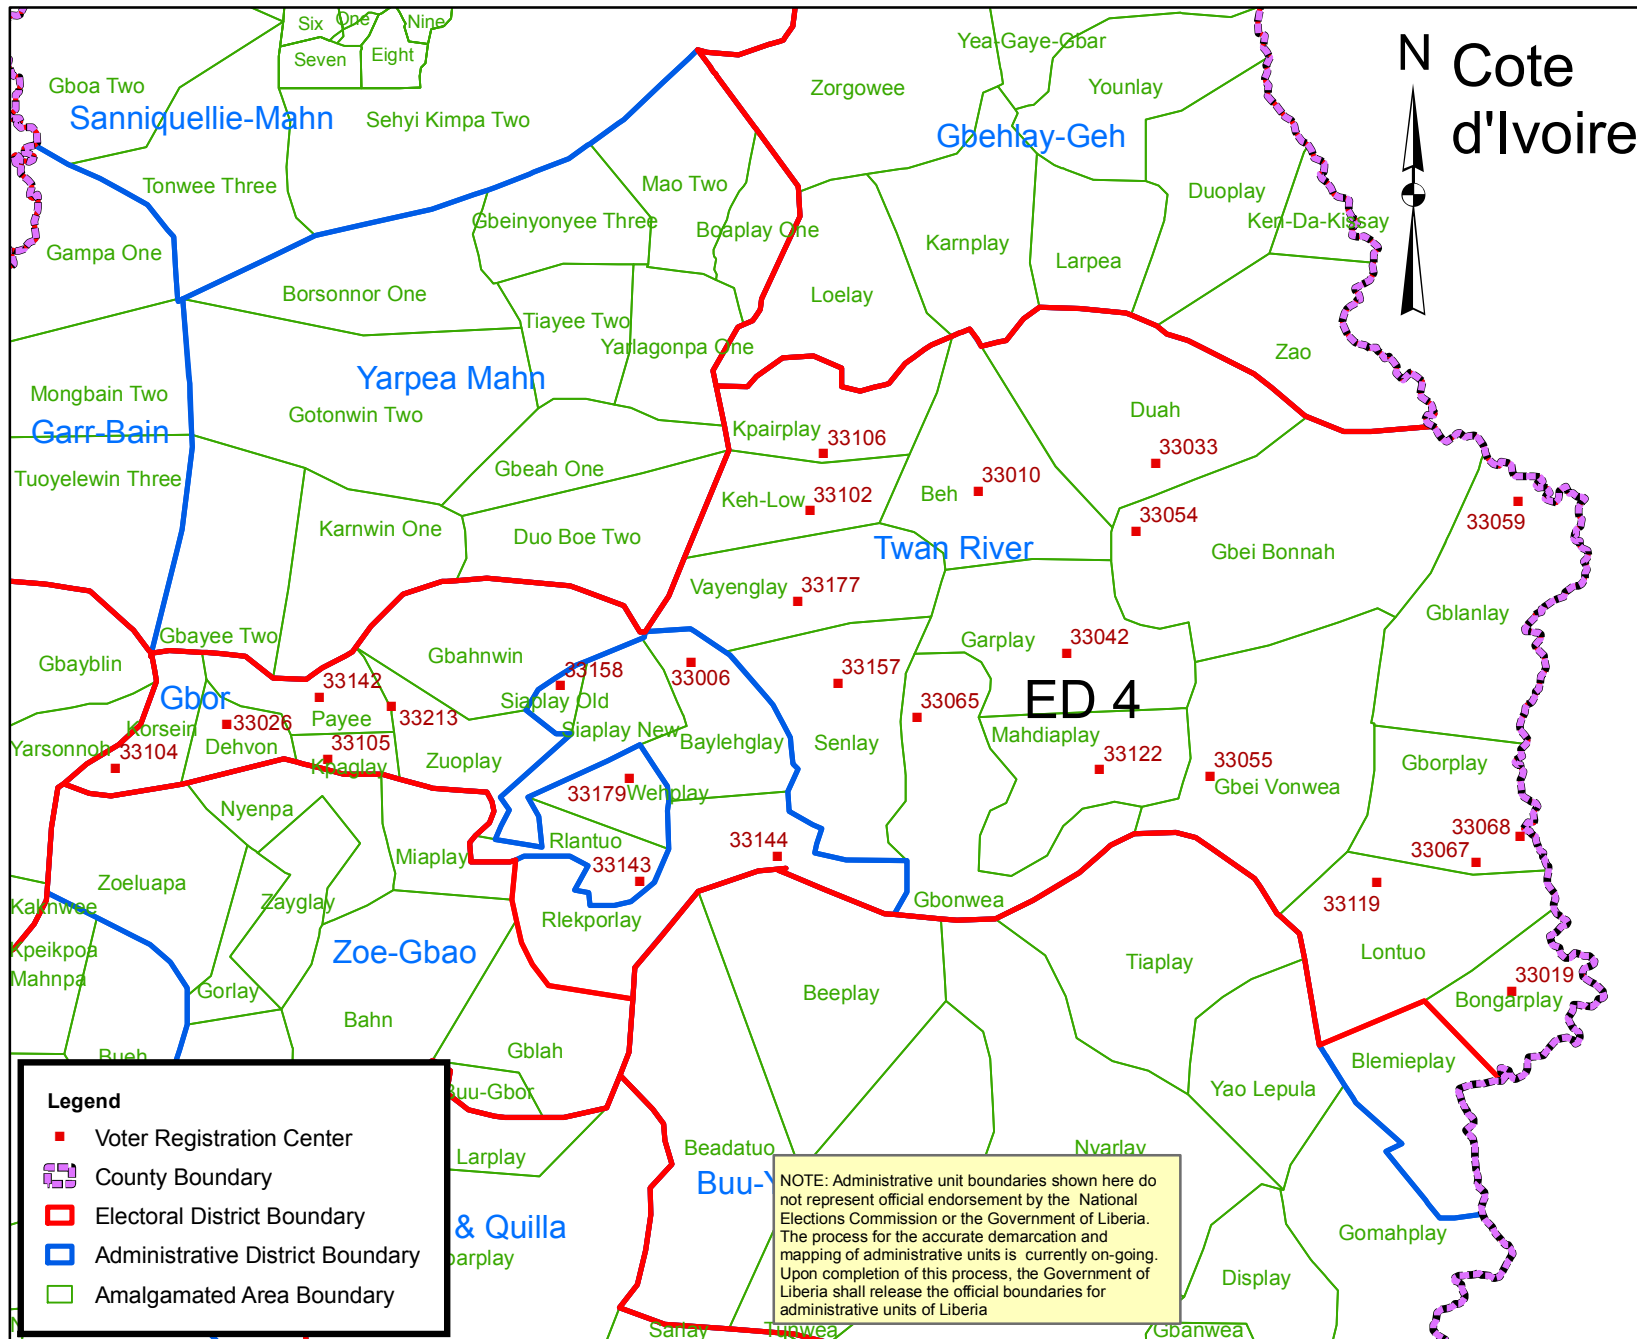 Six
One
Nine
Seven
Eight
Gboa Two
Sanniquellie-Mahn
Sehyi Kimpa Two
Tonwee Three
Gampa One
Yea-Gaye-Gbar
Zorgowee
Younlay
Gbehlay-Geh
N
Cote
d'Ivoire
Mao Two
Gbeinyonyee Three
Boaplay One
Duoplay
Ken-Da-Kissay
Karnplay
Larpea
Loelay
Borsonnor One
Tiayee Two
Yarlagonpa One
Zao
Mongbain Two
Yarpea Mahn
Gotonwin Two
Garr-Bain
Tuoyelewin Three
Gbeah One
Karnwin One
Duo Boe Two
Kpairplay
33106
Duah
33033
Keh-Low
33102
Beh
33010
33054
33059
Twan River
Gbei Bonnah
Vayenglay
33177
Gblanlay
Gbayee Two
Gbayblin
Gbahnwin
Garplay
33042
33158
33006
33157
Gbor
33142
Siaplay Old
33065
ED 4
Korsein
33026
Payee
33213
Siaplay New
Baylehglay
Senlay
Mahdiaplay
Yarsonnoh
33104
Dehvon
33105
Kpaglay
Zuoplay
33122
33055
Gbei Vonwea
Gborplay
33179
Wehplay
Nyenpa
Miaplay
Rlantuo
33144
33143
33068
33067
Zoeluapa
Zayglay
Rlekporlay
Gbonwea
33119
Kaknwee
Kpeikpoa
Mahnpa
Zoe-Gbao
Lontuo
Gorlay
Bahn
Beeplay
Tiaplay
33019
Bongarplay
Bueh
Gblah
Buu-Gbor
Blemieplay
Yao Lepula
Larplay
Beadatuo
Nyarlay
Buu-Y
& Quilla
parplay
Gomahplay
Display
Sarlay
Tunwea
Gbanwea
Legend
Voter Registration Center
County Boundary
Electoral District Boundary
Administrative District Boundary
Amalgamated Area Boundary
NOTE: Administrative unit boundaries shown here do
not represent official endorsement by the National
Elections Commission or the Government of Liberia.
The process for the accurate demarcation and
mapping of administrative units is currently on-going.
Upon completion of this process, the Government of
Liberia shall release the official boundaries for
administrative units of Liberia